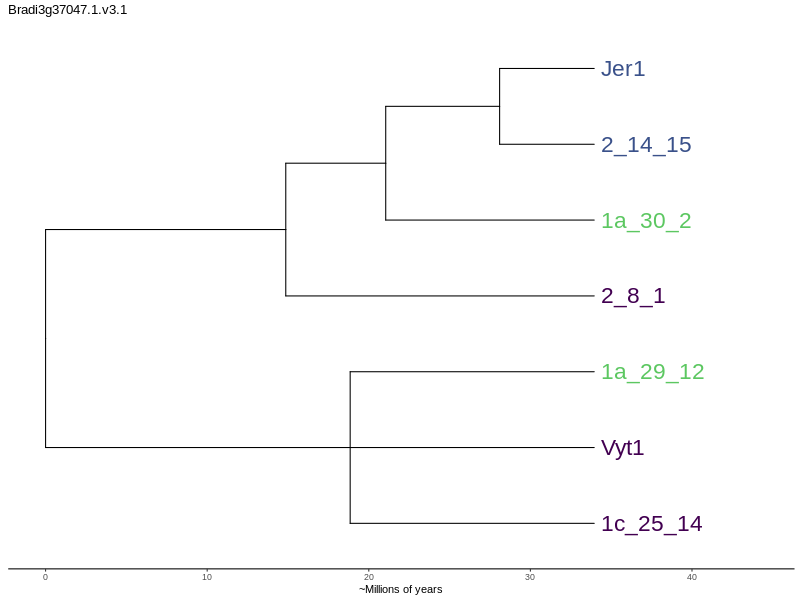 Bradi3g37047.1.v3.1
Jer1
2_14_15
1a_30_2
2_8_1
1a_29_12
Vyt1
1c_25_14
0 10 20 30 40
~Millions of years